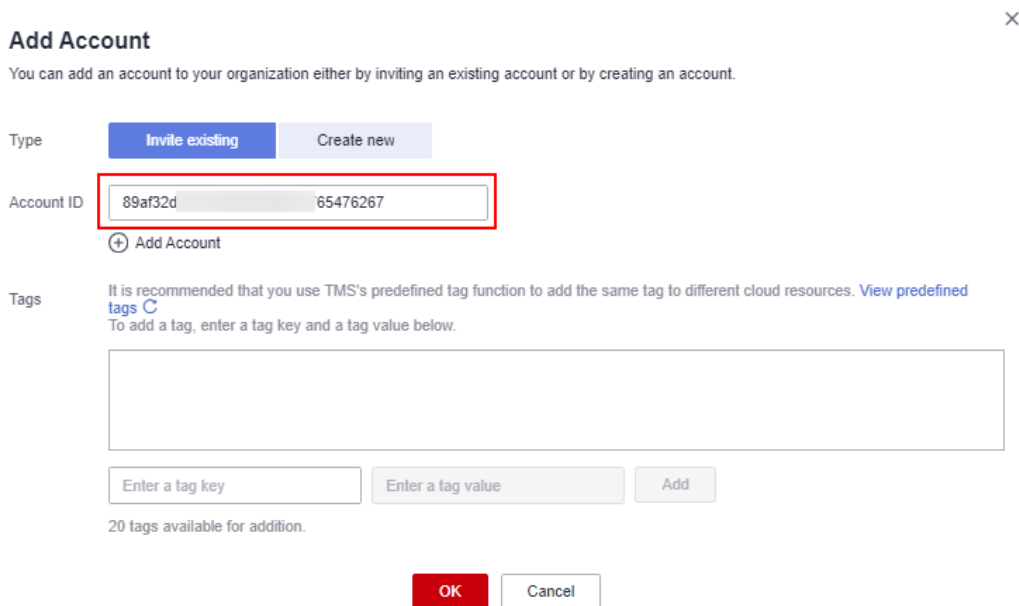 Add Account
You can add an account to your organization either by inviting an existing account or by creating an account.
Type Invite existing Create new
Account ID 89af32d 65476267
Add Account
Tags It is recommended that you use TMS's predefined tag function to add the same tag to different cloud resources. View predefined
tags
To add a tag, enter a tag key and a tag value below.
Enter a tag key Enter a tag value Add
20 tags available for addition.
OK Cancel